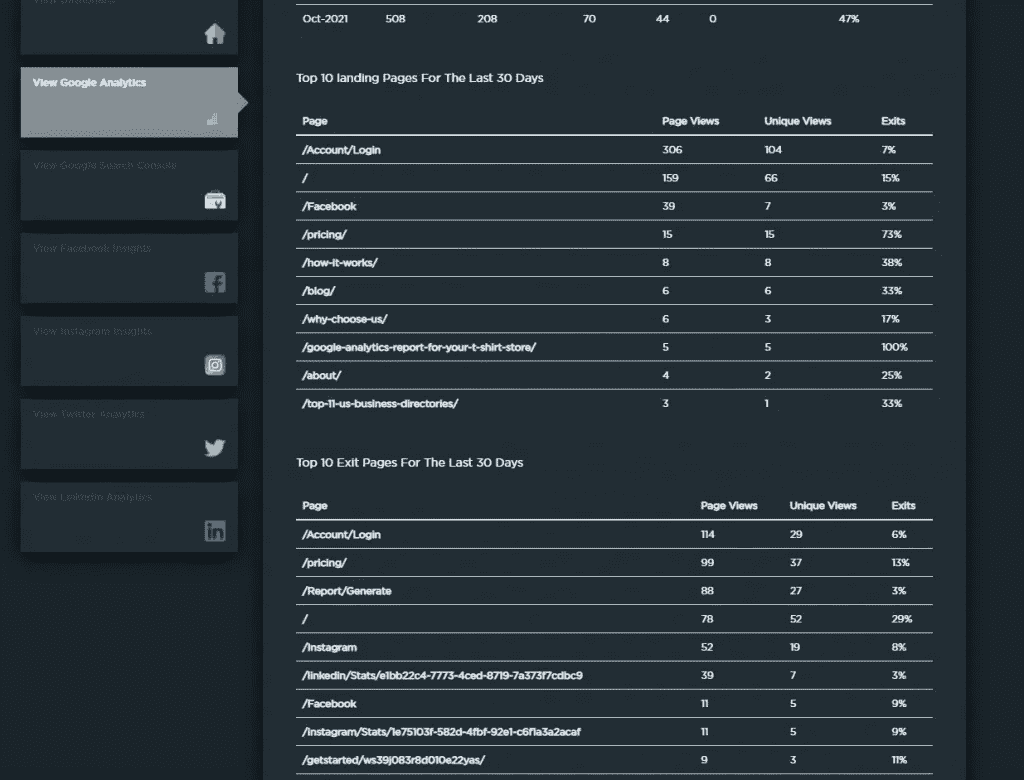 Oct-2021 508 208 70 44 0 47%
View Google Analytics
View Google Search Console
View Facebook Insights
View Instagram Insights
View Twitter Analytics
View LinkedIn Analytics
Top 10 landing Pages For The Last 30 Days
Page Page Views Unique Views Exits
/Account/Login 306 104 7%
/ 159 66 15%
/Facebook 39 7 3%
/pricing/ 15 15 73%
/how-it-works/ 8 8 38%
/blog/ 6 6 33%
/why-choose-us/ 6 3 17%
/google-analytics-report-for-your-t-shirt-store/ 5 5 100%
/about/ 4 2 25%
/top-11-us-business-directories/ 3 1 33%
Top 10 Exit Pages For The Last 30 Days
Page Page Views Unique Views Exits
/Account/Login 114 29 6%
/pricing/ 99 37 13%
/Report/Generate 88 27 3%
/ 78 52 29%
/Instagram 52 19 8%
/linkedin/Stats/e1bb22c4-7773-4ced-8719-7a373f7cdbc9 39 7 3%
/Facebook 11 5 9%
/Instagram/Stats/1e75103f-582d-4fbf-92e1-c6f1a3a2acaf 11 5 9%
/getstarted/ws39j083r8d010e22yas/ 9 3 11%